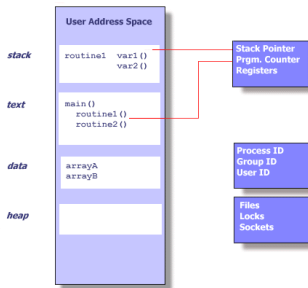 User Address Space
stack
routine1 var1()
var2()
Stack Pointer
Prgm. Counter
Registers
text
main()
routine1()
routine2()
data
arrayA
arrayB
Process ID
Group ID
User ID
heap
Files
Locks
Sockets